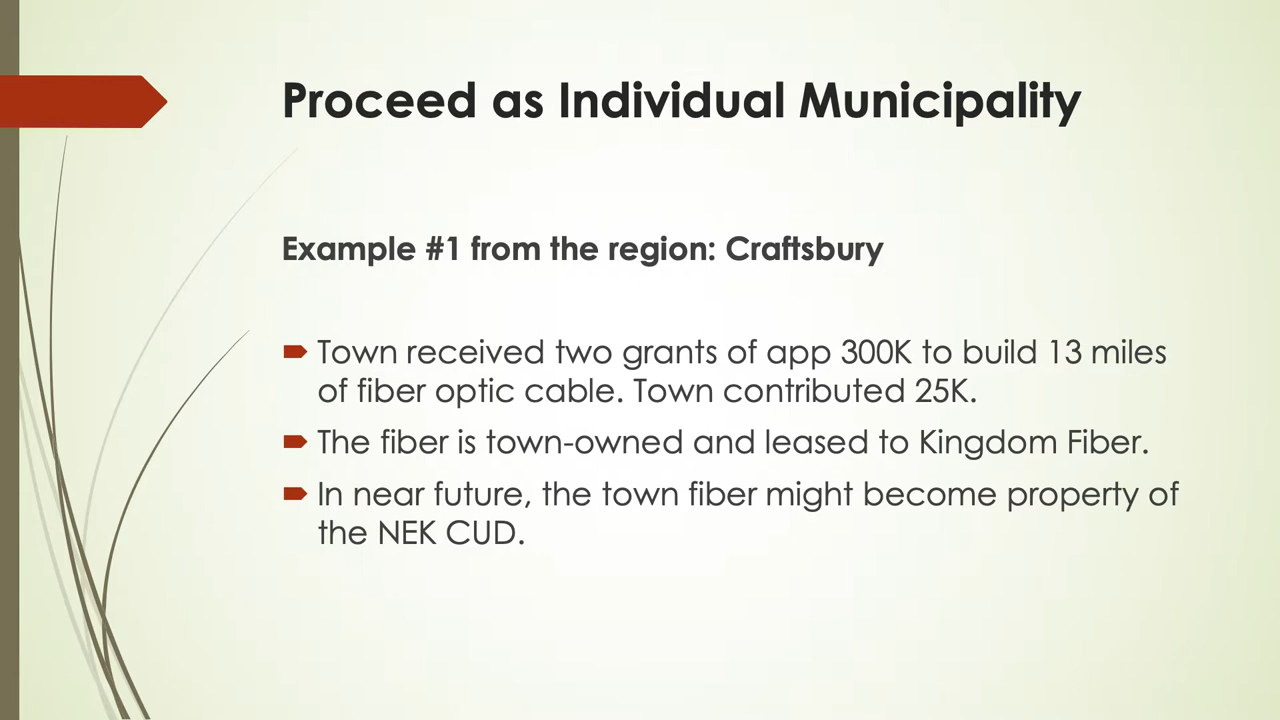 Proceed as Individual Municipality
Example #1 from the region: Craftsbury
Town received two grants of app 300K to build 13 miles
of fiber optic cable. Town contributed 25K.
The fiber is town-owned and leased to Kingdom Fiber.
In near future, the town fiber might become property of
the NEK CUD.